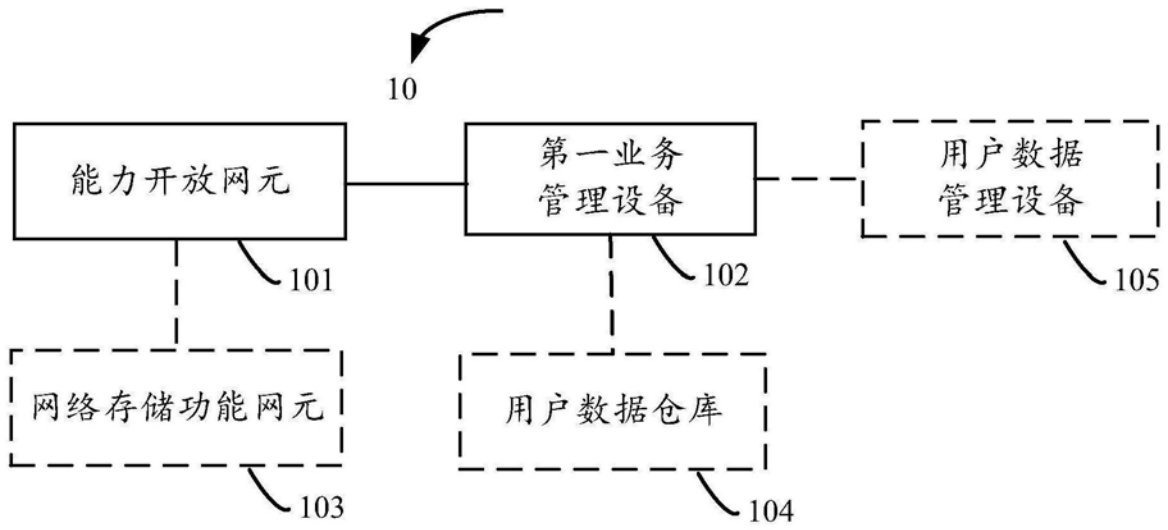 10
能力开放网元
第一业务
管理设备
用户数据
管理设备
101
102
105
网络存储功能网元
用户数据仓库
103
104